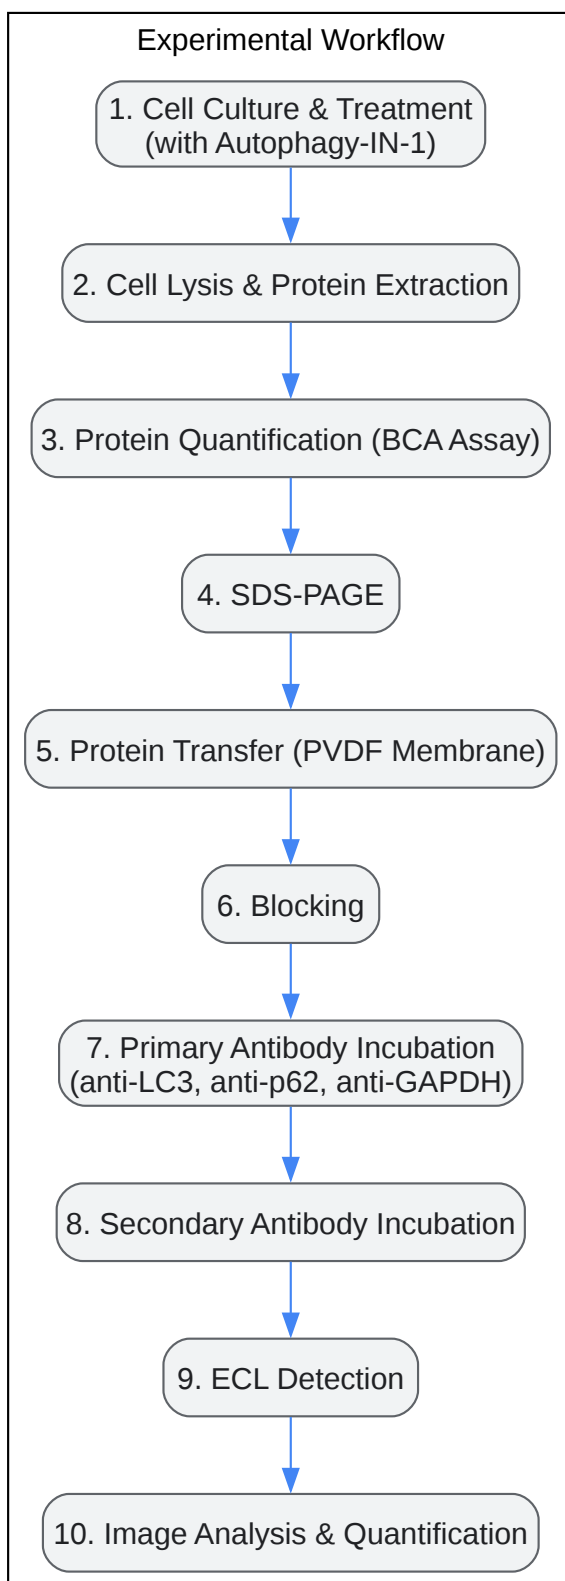 Experimental Workflow
1. Cell Culture & Treatment
(with Autophagy-IN-1)
2. Cell Lysis & Protein Extraction
3. Protein Quantification (BCA Assay)
4. SDS-PAGE
5. Protein Transfer (PVDF Membrane)
6. Blocking
7. Primary Antibody Incubation
(anti-LC3, anti-p62, anti-GAPDH)
8. Secondary Antibody Incubation
9. ECL Detection
10. Image Analysis & Quantification